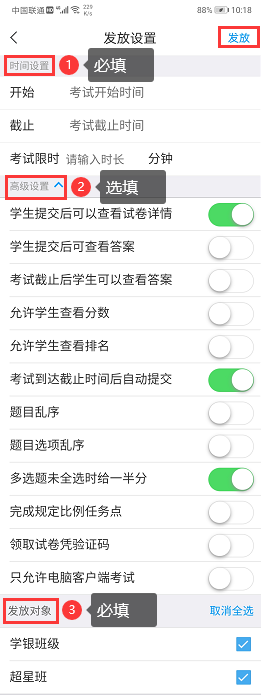 中国联通 HD 4G 229 K/s 88% 10:18
发放设置 发放
时间设置 1 必填
开始 考试开始时间
截止 考试截止时间
考试限时 请输入时长 分钟
高级设置 2 选填
学生提交后可以查看试卷详情
学生提交后可查看答案
考试截止后学生可以查看答案
允许学生查看分数
允许学生查看排名
考试到达截止时间后自动提交
题目乱序
题目选项乱序
多选题未全选时给一半分
完成规定比例任务点
领取试卷凭验证码
只允许电脑客户端考试
发放对象 3 必填 取消全选
学银班级
超星班